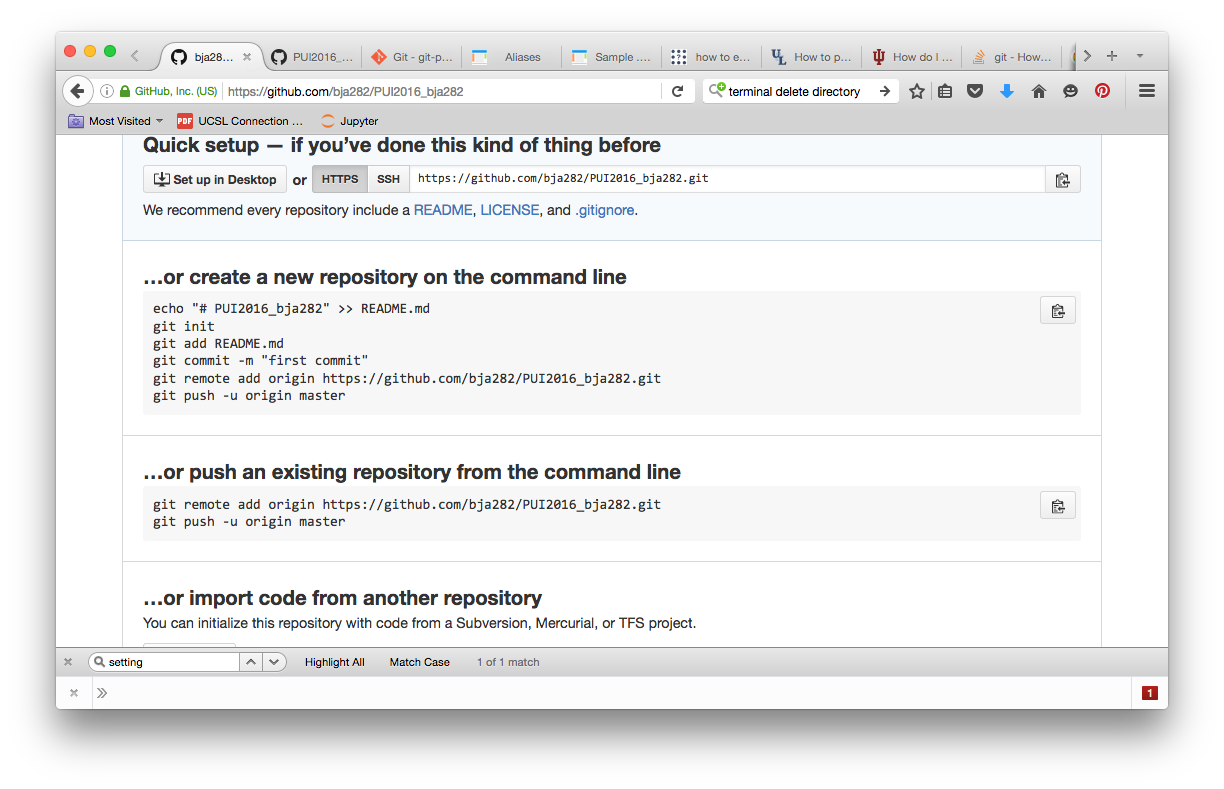 bja28...
PUI2016_...
Git - git-p...
Aliases
Sample ....
how to e...
How to p...
How do I ...
git - How...
GitHub, Inc. (US)
https://github.com/bja282/PUI2016_bja282
terminal delete directory
Most Visited
PDF
UCSL Connection ...
Jupyter
Quick setup — if you’ve done this kind of thing before
Set up in Desktop
or
HTTPS
SSH
https://github.com/bja282/PUI2016_bja282.git
We recommend every repository include a README, LICENSE, and .gitignore.
…or create a new repository on the command line
echo "# PUI2016_bja282" >> README.md
git init
git add README.md
git commit -m "first commit"
git remote add origin https://github.com/bja282/PUI2016_bja282.git
git push -u origin master
…or push an existing repository from the command line
git remote add origin https://github.com/bja282/PUI2016_bja282.git
git push -u origin master
…or import code from another repository
You can initialize this repository with code from a Subversion, Mercurial, or TFS project.
setting
Highlight All
Match Case
1 of 1 match
1